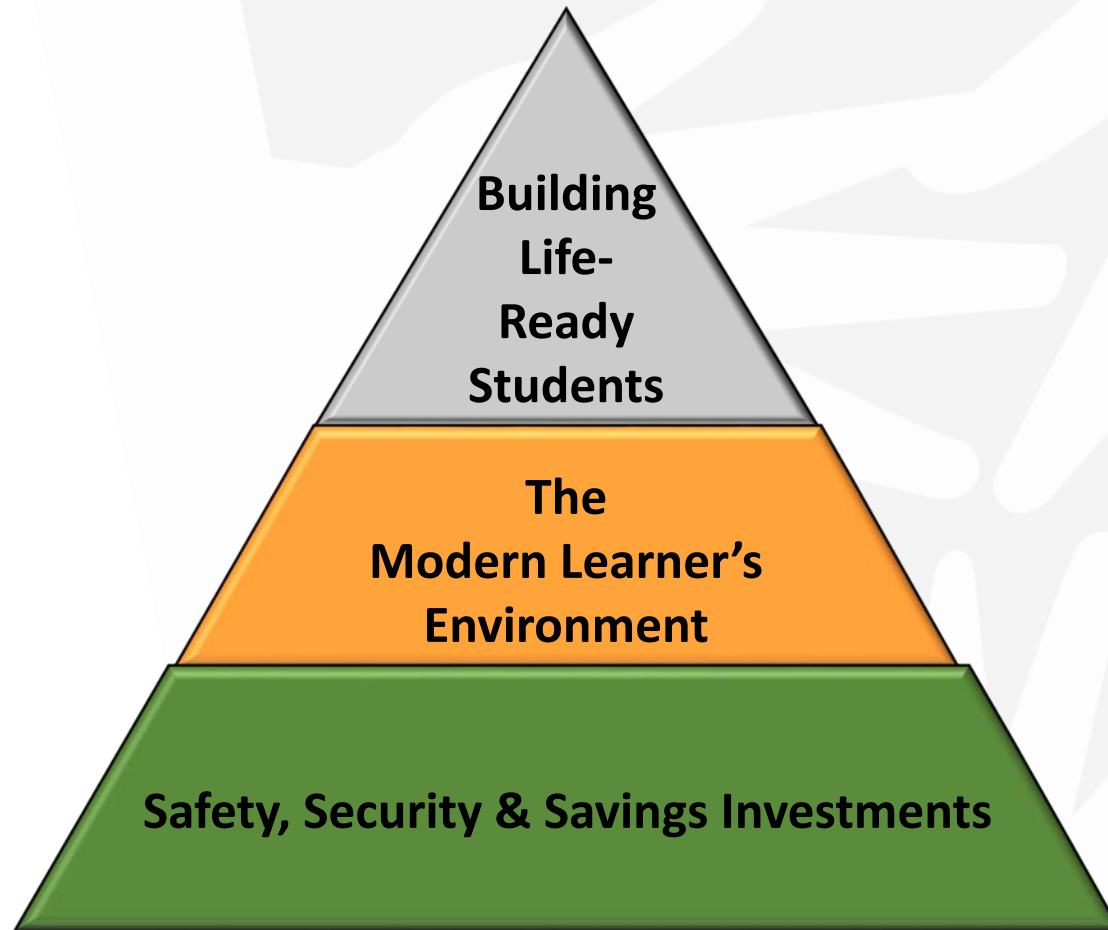 Building
Life-
Ready
Students
The
Modern Learner’s
Environment
Safety, Security & Savings Investments